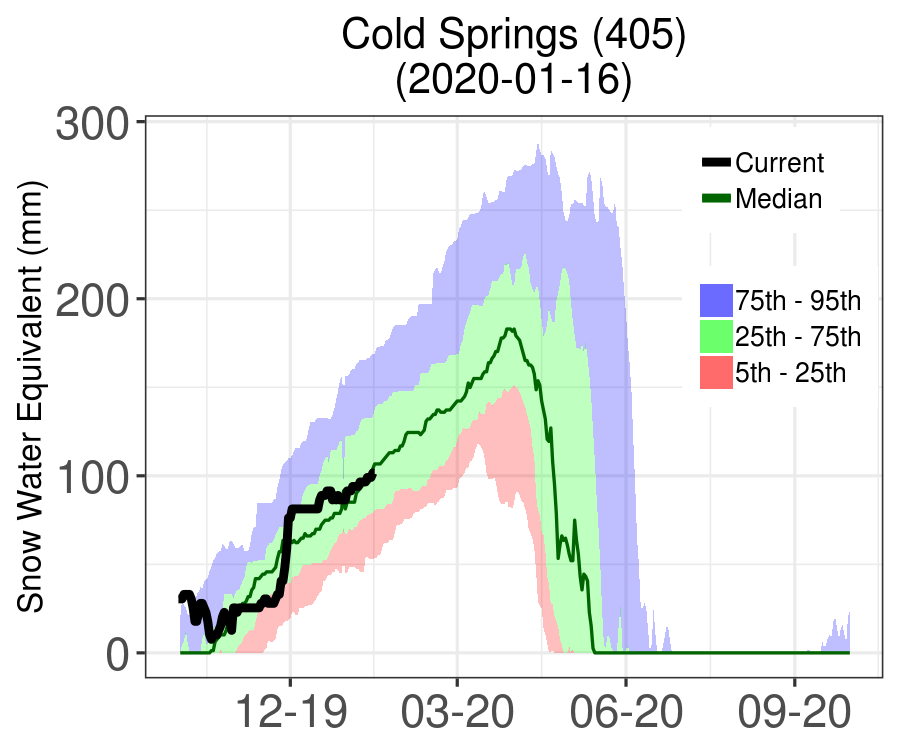 Cold Springs (405)
(2020-01-16)
Snow Water Equivalent (mm)
300
200
100
0
12-19
03-20
06-20
09-20
Current
Median
75th - 95th
25th - 75th
5th - 25th